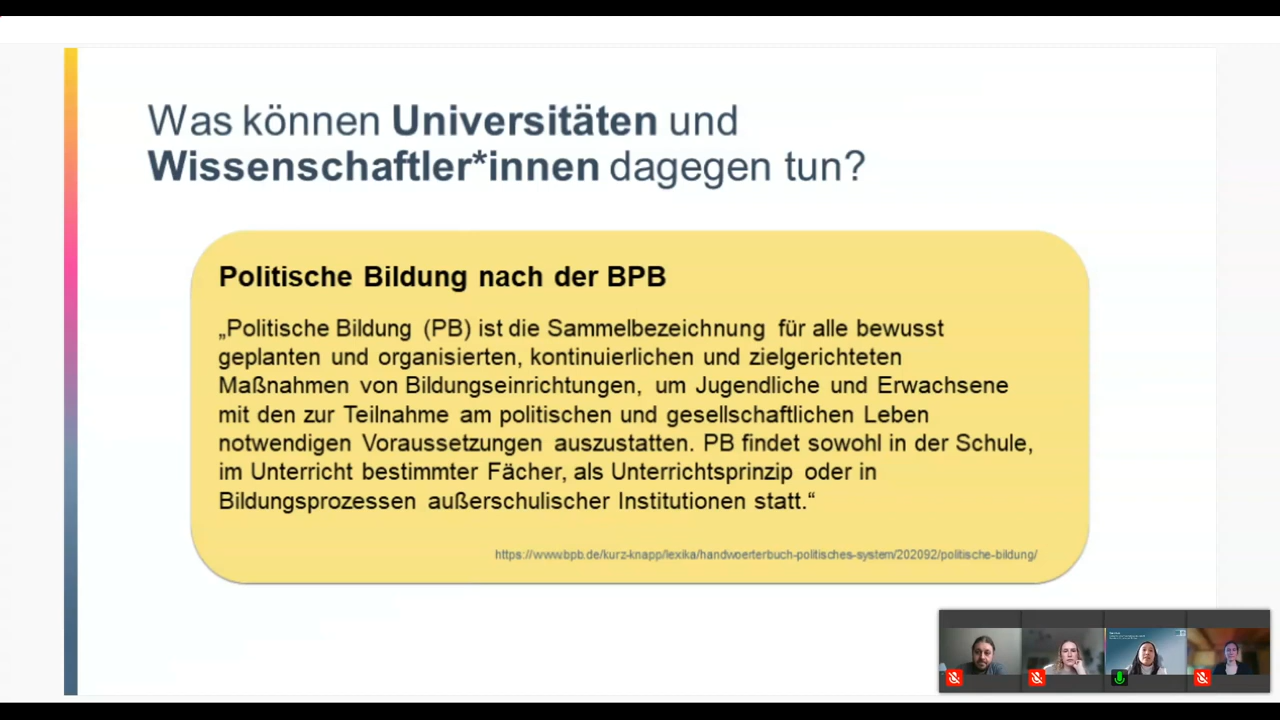 Was können Universitäten und
Wissenschaftler*innen dagegen tun?
Politische Bildung nach der BPB
„Politische Bildung (PB) ist die Sammelbezeichnung für alle bewusst
geplanten und organisierten, kontinuierlichen und zielgerichteten
Maßnahmen von Bildungseinrichtungen, um Jugendliche und Erwachsene
mit den zur Teilnahme am politischen und gesellschaftlichen Leben
notwendigen Voraussetzungen auszustatten. PB findet sowohl in der Schule,
im Unterricht bestimmter Fächer, als Unterrichtsprinzip oder in
Bildungsprozessen außerschulischer Institutionen statt.“
https://www.bpb.de/kurz-knapp/lexika/handwoerterbuch-politisches-system/202092/politische-bildung/